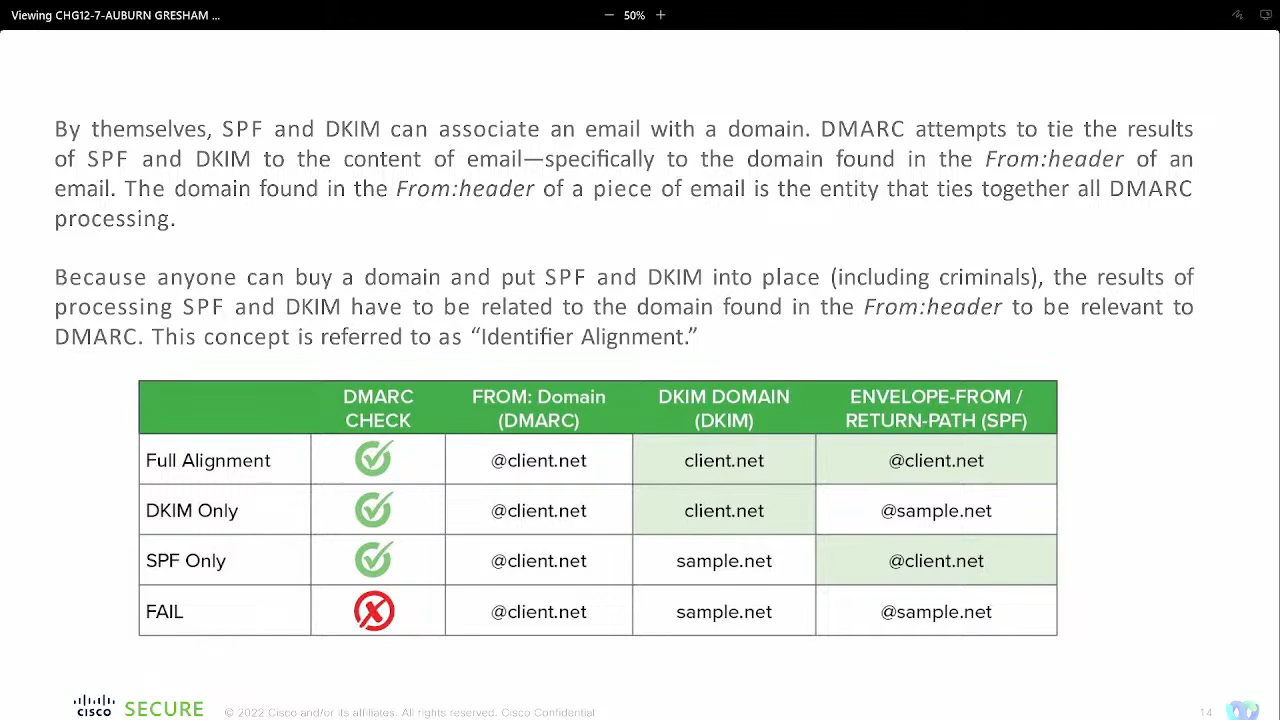 Viewing CHG12-7-AUBURN GRESHAM ...
50%
By themselves, SPF and DKIM can associate an email with a domain. DMARC attempts to tie the results
of SPF and DKIM to the content of email—specifically to the domain found in the From:header of an
email. The domain found in the From:header of a piece of email is the entity that ties together all DMARC
processing.
Because anyone can buy a domain and put SPF and DKIM into place (including criminals), the results of
processing SPF and DKIM have to be related to the domain found in the From:header to be relevant to
DMARC. This concept is referred to as “Identifier Alignment.”
DMARC CHECK FROM: Domain (DMARC) DKIM DOMAIN (DKIM) ENVELOPE-FROM / RETURN-PATH (SPF)
Full Alignment @client.net client.net @client.net
DKIM Only @client.net client.net @sample.net
SPF Only @client.net sample.net @client.net
FAIL @client.net sample.net @sample.net
CISCO SECURE © 2022 Cisco and/or its affiliates. All rights reserved. Cisco Confidential 14